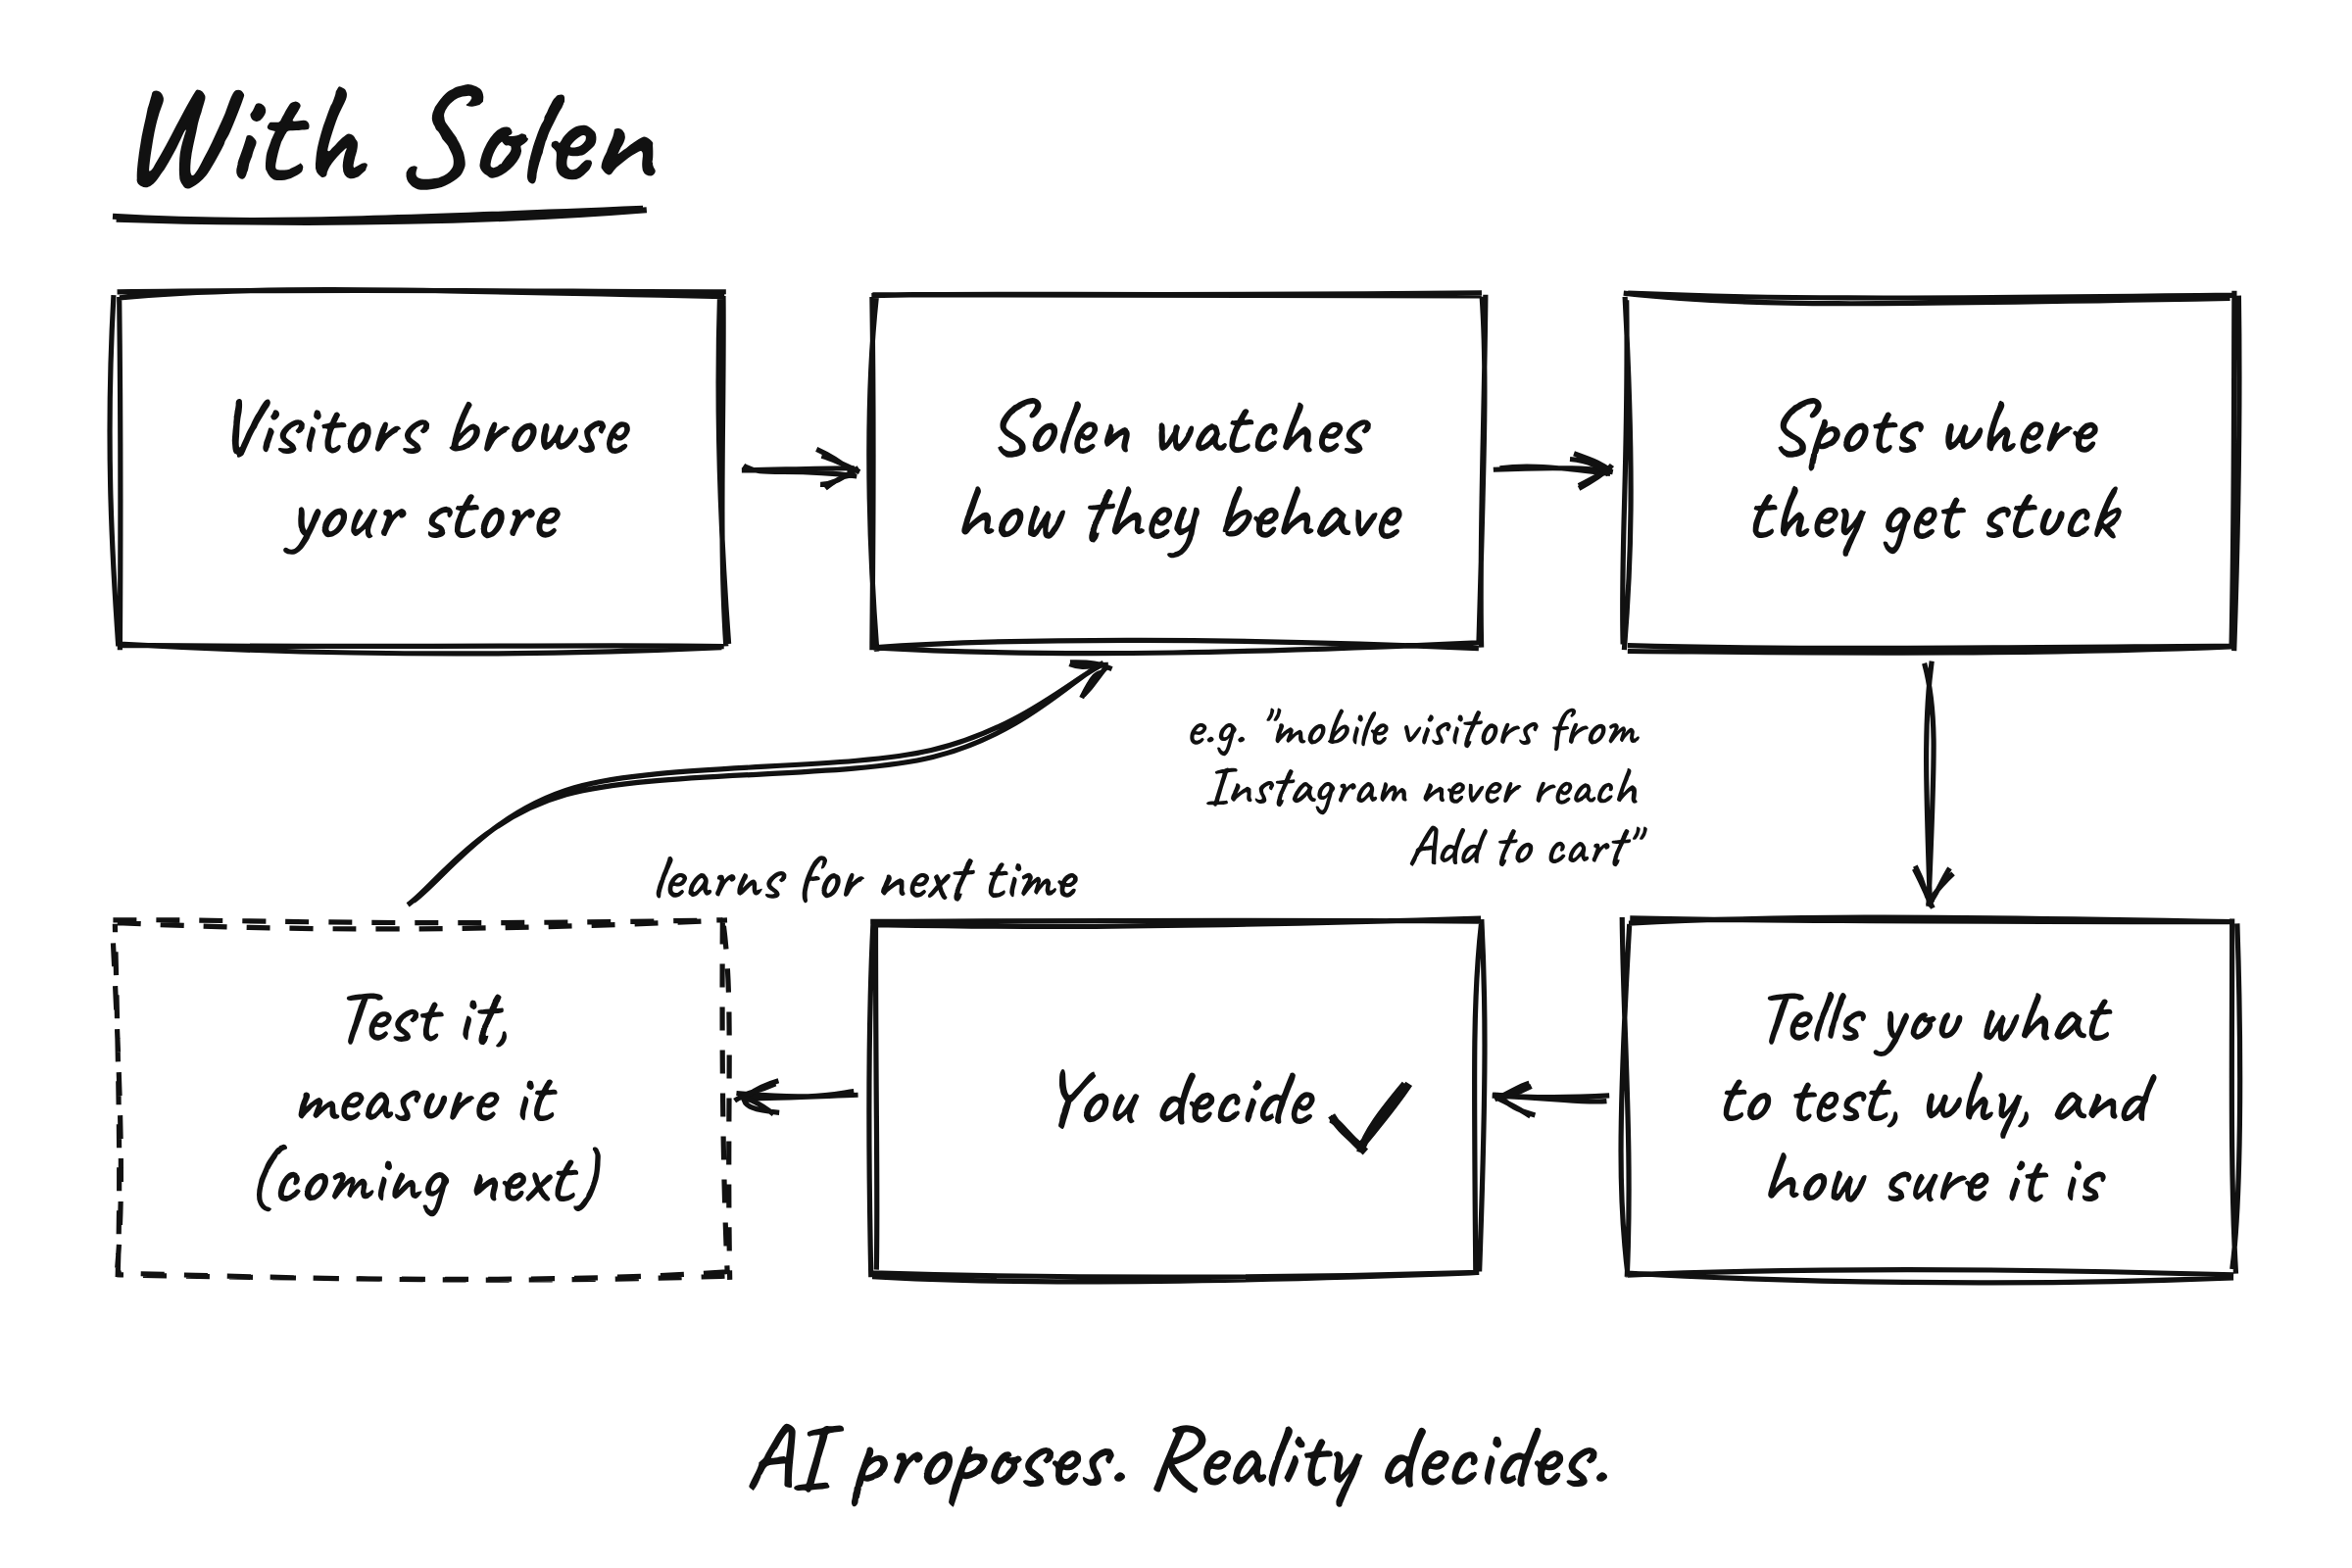 With Solen
Visitors browse
your store
Solen watches
how they behave
Spots where
they get stuck
e.g. "mobile visitors from
Instagram never reach
Add to cart"
learns for next time
Tells you what
to test, why, and
how sure it is
You decide ✓
Test it,
measure it
(coming next)
AI proposes. Reality decides.